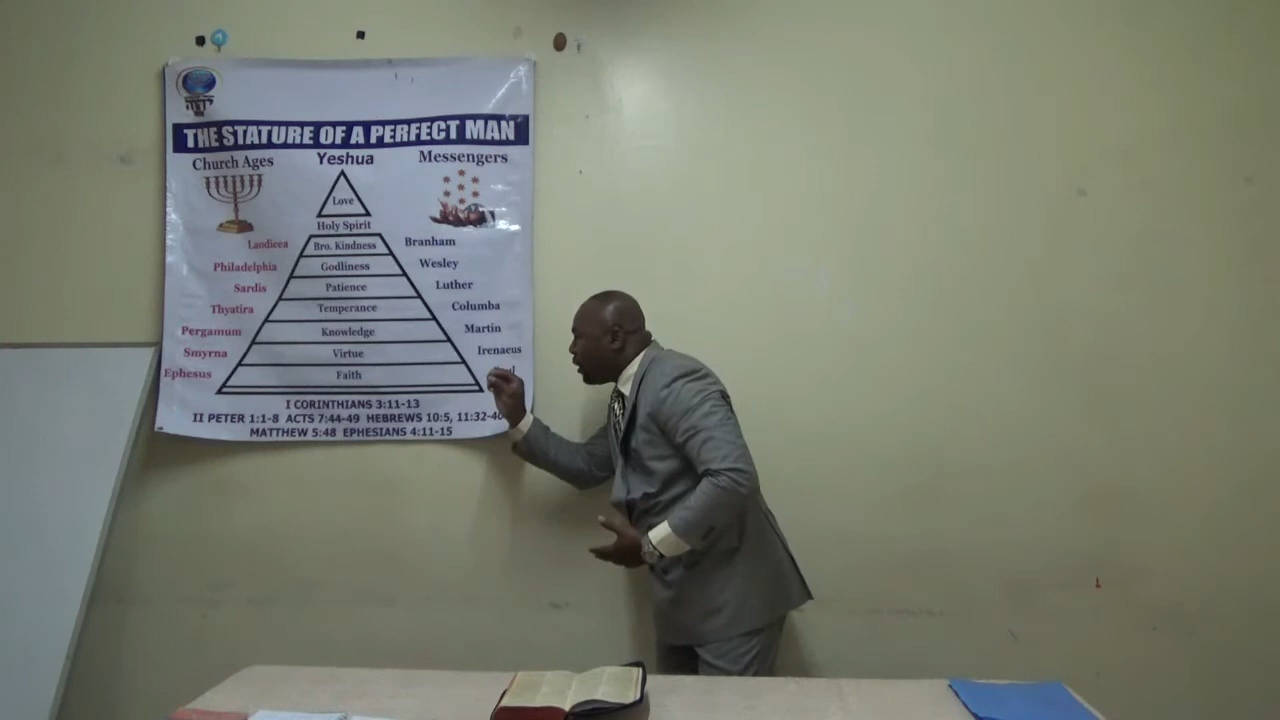 יהוה
THE STATURE OF A PERFECT MAN
Church Ages Yeshua Messengers
Love
Holy Spirit
Laodicea Bro. Kindness Branham
Philadelphia Godliness Wesley
Sardis Patience Luther
Thyatira Temperance Columba
Pergamum Knowledge Martin
Smyrna Virtue Irenaeus
Ephesus Faith
I CORINTHIANS 3:11-13
II PETER 1:1-8 ACTS 7:44-49 HEBREWS 10:5, 11:32-40
MATTHEW 5:48 EPHESIANS 4:11-15